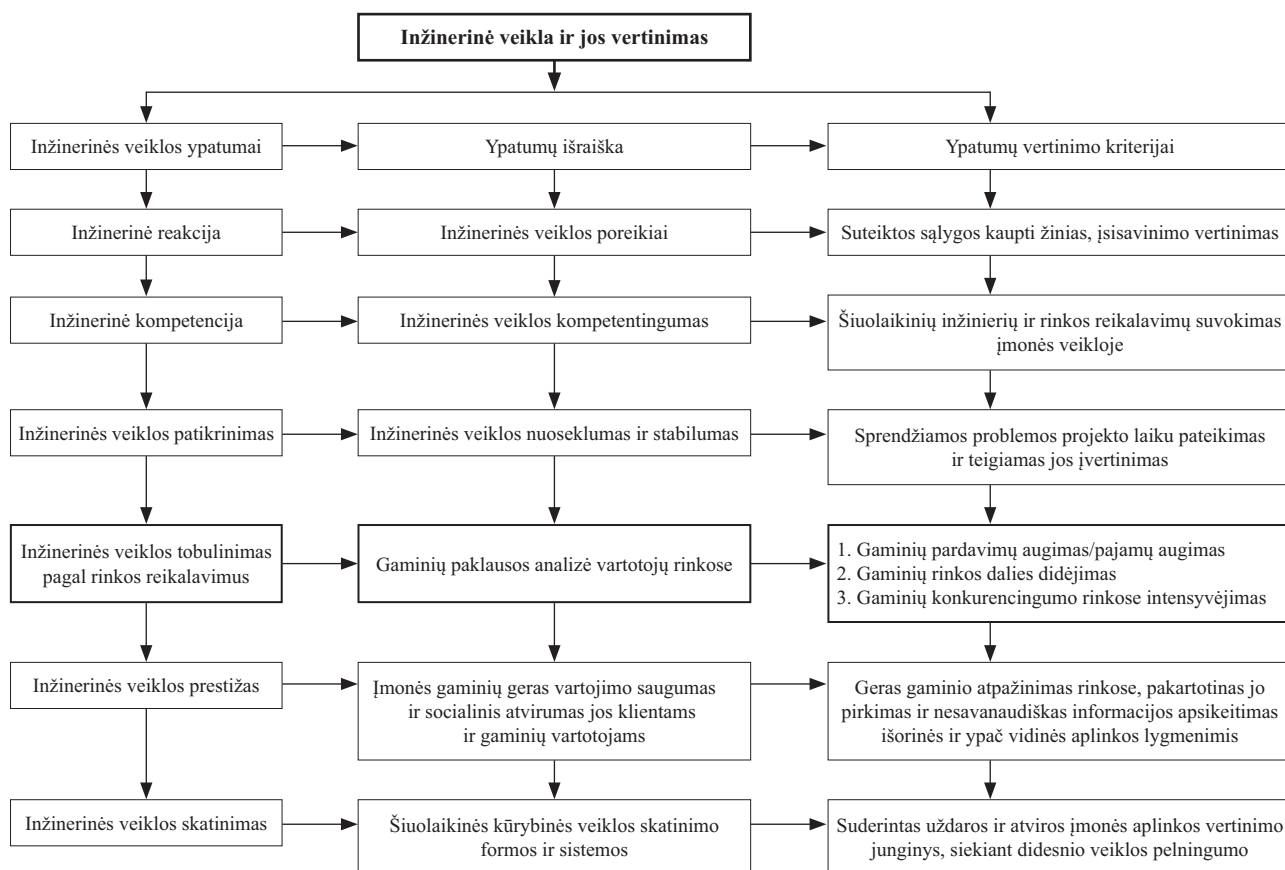 Inžinerinė veikla ir jos vertinimas
Inžinerinės veiklos ypatumai
Ypatumų išraiška
Ypatumų vertinimo kriterijai
Inžinerinė reakcija
Inžinerinės veiklos poreikiai
Suteiktos sąlygos kaupti žinias, įsisavinimo vertinimas
Inžinerinė kompetencija
Inžinerinės veiklos kompetentingumas
Šiuolaikinių inžinierių ir rinkos reikalavimų suvokimas
įmonės veikloje
Inžinerinės veiklos patikrinimas
Inžinerinės veiklos nuoseklumas ir stabilumas
Sprendžiamos problemos projekto laiku pateikimas
ir teigiamas jos įvertinimas
Inžinerinės veiklos tobulinimas
pagal rinkos reikalavimus
Gaminių paklausos analizė vartotojų rinkose
1. Gaminių pardavimų augimas/pajamų augimas
2. Gaminių rinkos dalies didėjimas
3. Gaminių konkurencingumo rinkose intensyvėjimas
Inžinerinės veiklos prestižas
Įmonės gaminių geras vartojimo saugumas
ir socialinis atvirumas jos klientams
ir gaminių vartotojams
Geras gaminio atpažinimas rinkose, pakartotinas jo
pirkimas ir nesavanaudiškas informacijos apsikeitimas
išorinės ir ypač vidinės aplinkos lygmenimis
Inžinerinės veiklos skatinimas
Šiuolaikinės kūrybinės veiklos skatinimo
formos ir sistemos
Suderintas uždaros ir atviros įmonės aplinkos vertinimo
junginys, siekiant didesnio veiklos pelningumo